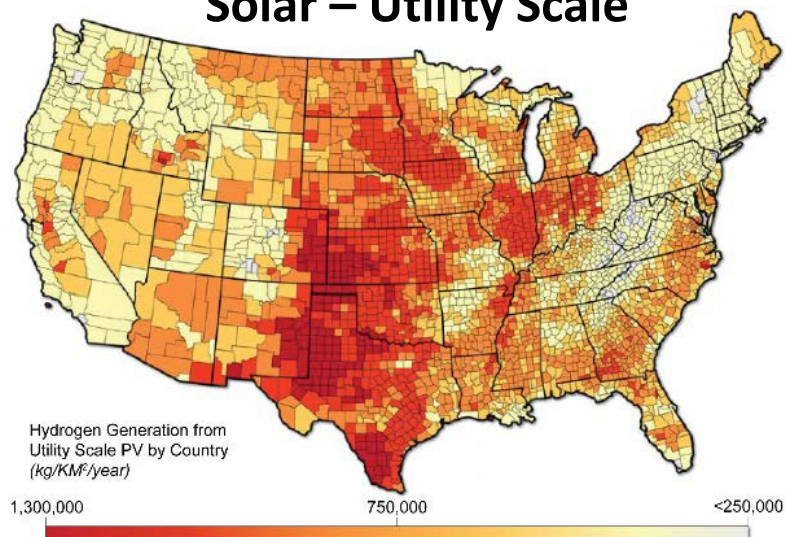 Solar – Utility Scale
Hydrogen Generation from
Utility Scale PV by Country
(kg/KM²/year)
1,300,000 750,000 <250,000